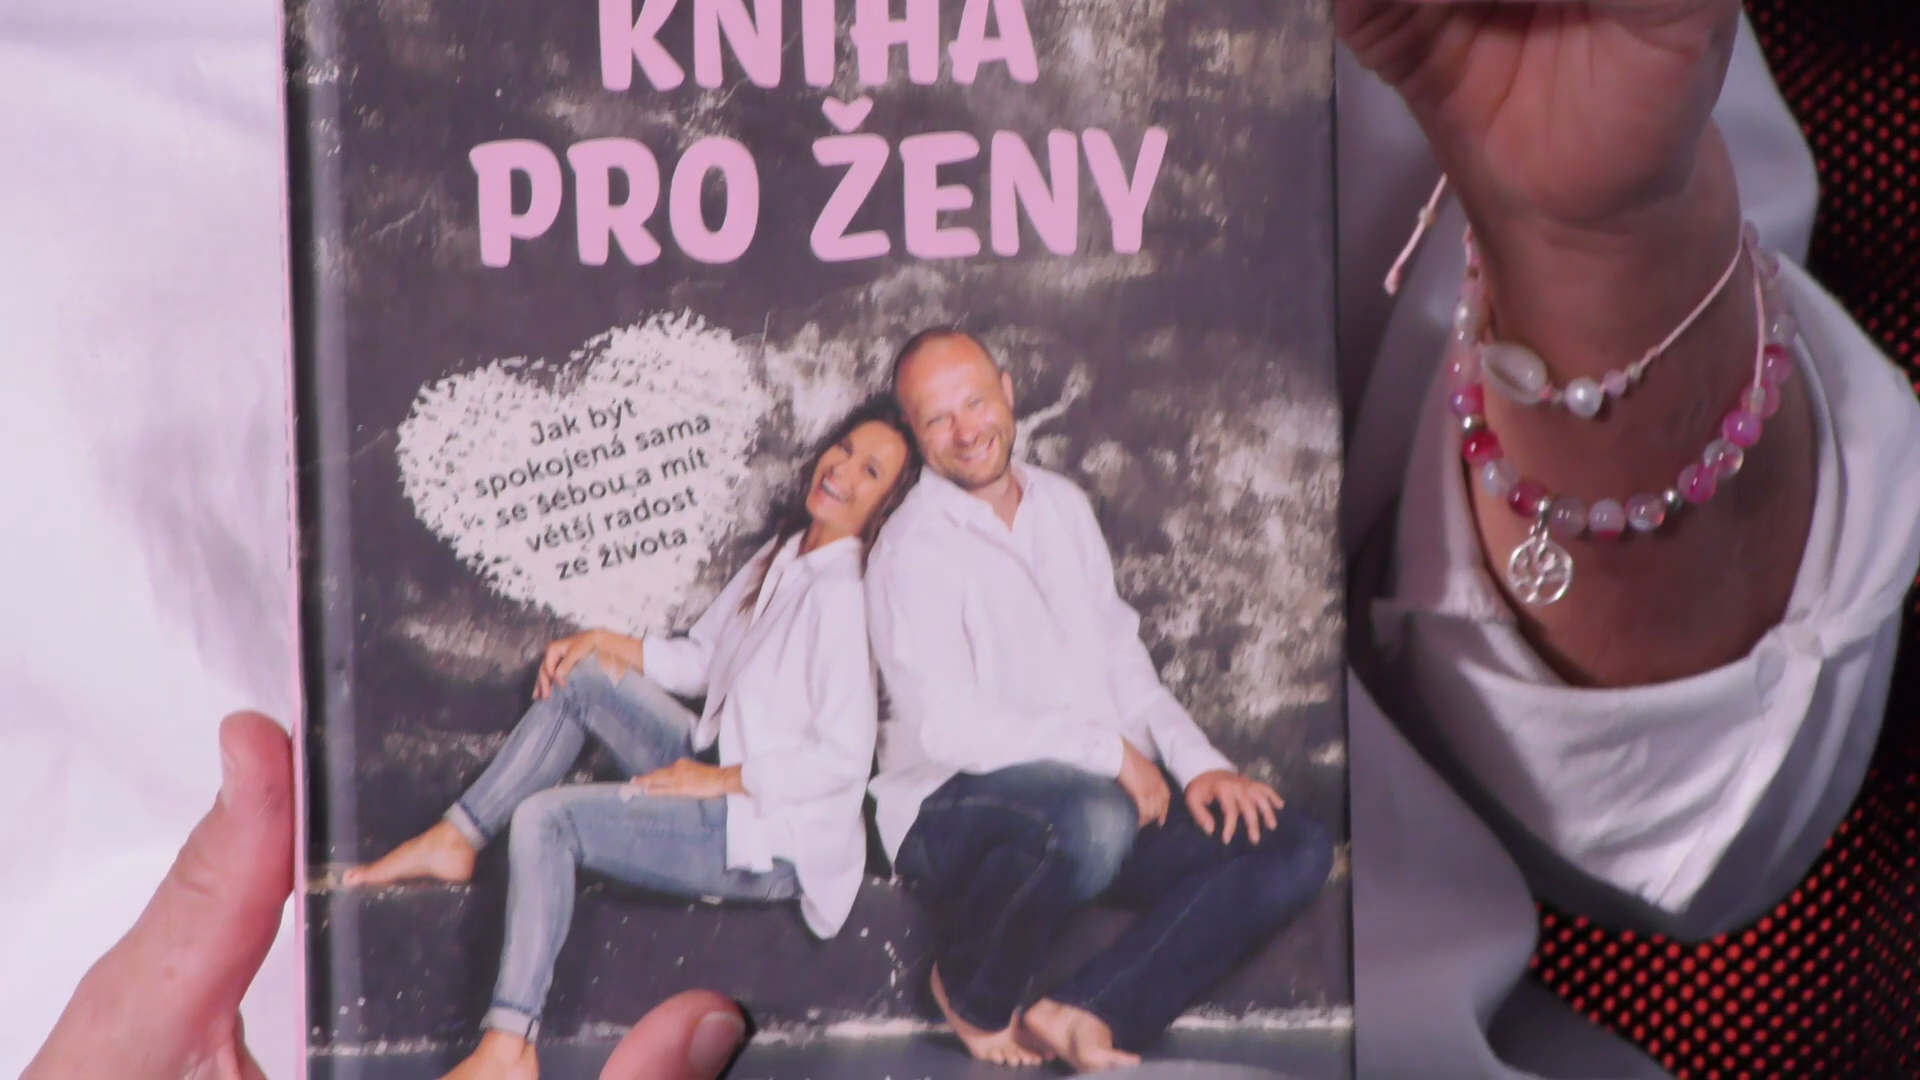 KNIHA
PRO ŽENY
Jak být
spokojená sama
se sebou a mít
větší radost
ze života